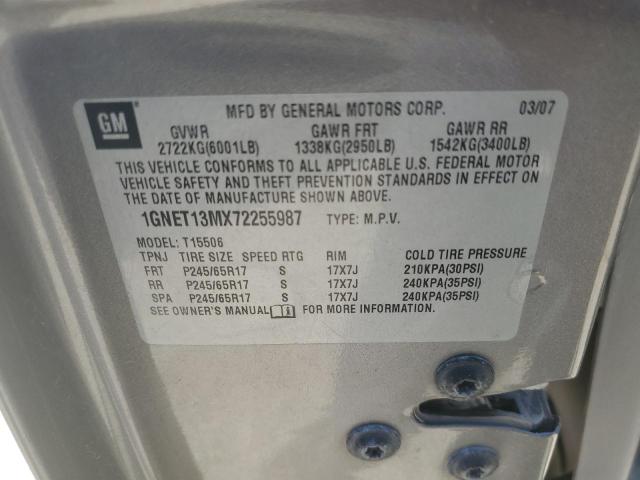 GM
MFD BY GENERAL MOTORS CORP. 03/07
GVWR GAWR FRT GAWR RR
2722KG(6001LB) 1338KG(2950LB) 1542KG(3400LB)
THIS VEHICLE CONFORMS TO ALL APPLICABLE U.S. FEDERAL MOTOR
VEHICLE SAFETY AND THEFT PREVENTION STANDARDS IN EFFECT ON
THE DATE OF MANUFACTURE SHOWN ABOVE.
1GNET13MX72255987 TYPE: M.P.V.
MODEL: T15506
TPNJ TIRE SIZE SPEED RTG RIM COLD TIRE PRESSURE
FRT P245/65R17 S 17X7J 210KPA(30PSI)
RR P245/65R17 S 17X7J 240KPA(35PSI)
SPA P245/65R17 S 17X7J 240KPA(35PSI)
SEE OWNER'S MANUAL FOR MORE INFORMATION.